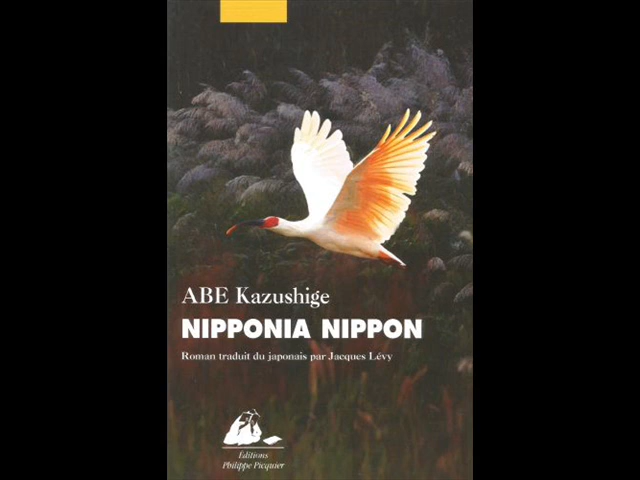 ABE Kazushige
NIPPONIA NIPPON
Roman traduit du japonais par Jacques Lévy
Éditions
Philippe Picquier